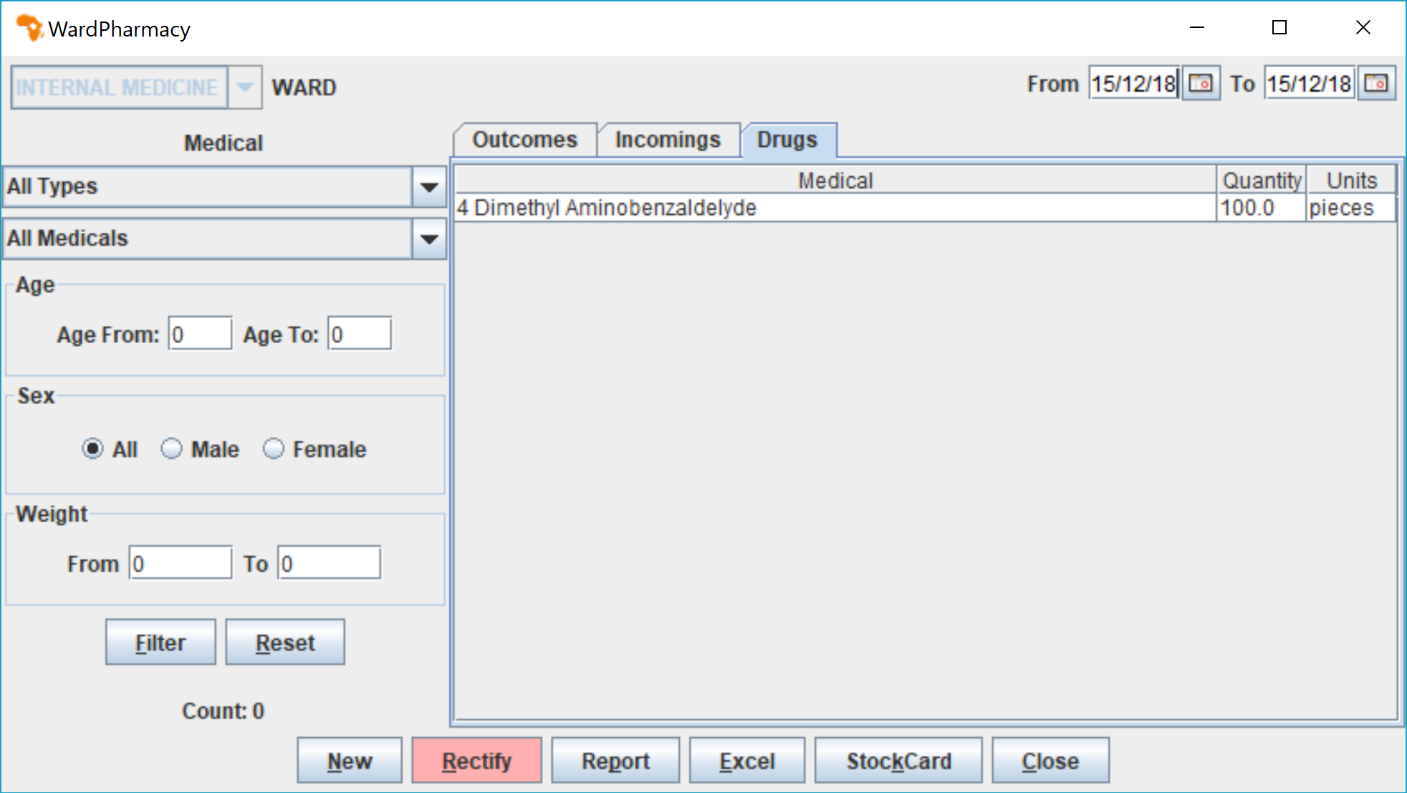 WardPharmacy
INTERNAL MEDICINE WARD From 15/12/18 To 15/12/18
Medical
All Types
All Medicals
Age
Age From: 0 Age To: 0
Sex
All Male Female
Weight
From 0 To 0
Filter Reset
Count: 0
Outcomes Incomings Drugs
Medical Quantity Units
4 Dimethyl Aminobenzaldelyde 100.0 pieces
New Rectify Report Excel StockCard Close